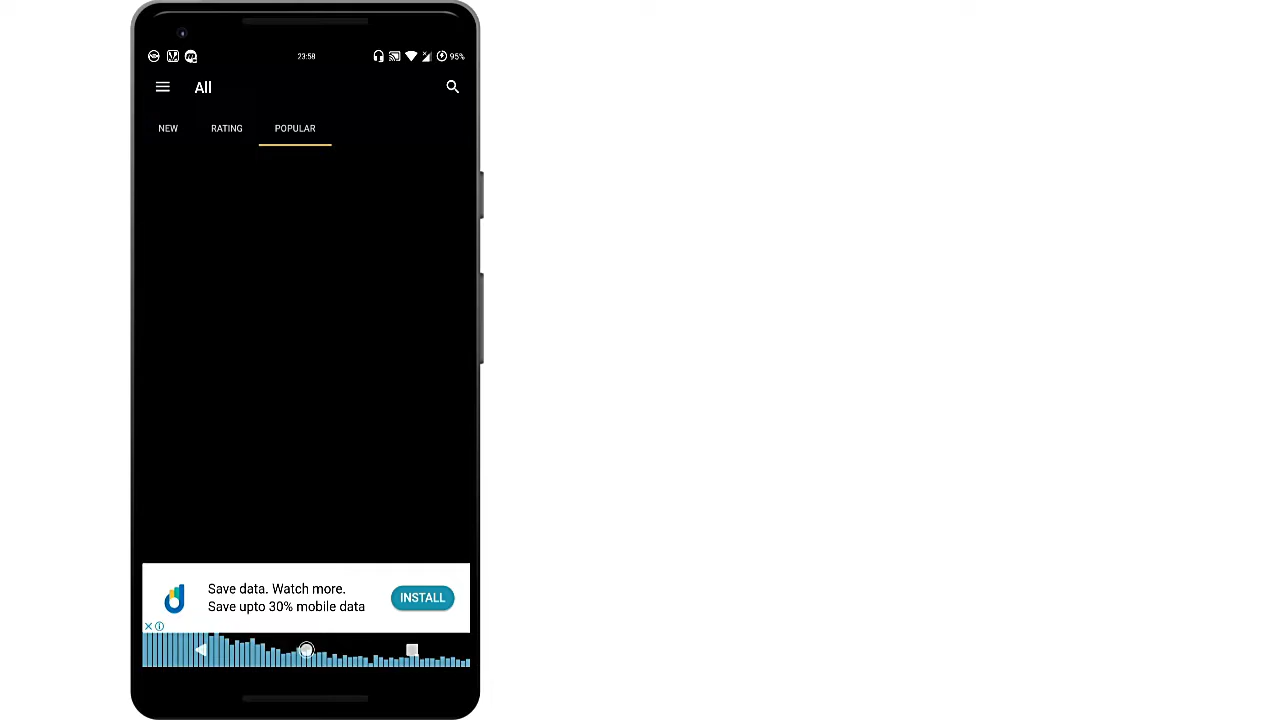 23:58
95%
All
NEW
RATING
POPULAR
Save data. Watch more.
Save upto 30% mobile data
INSTALL